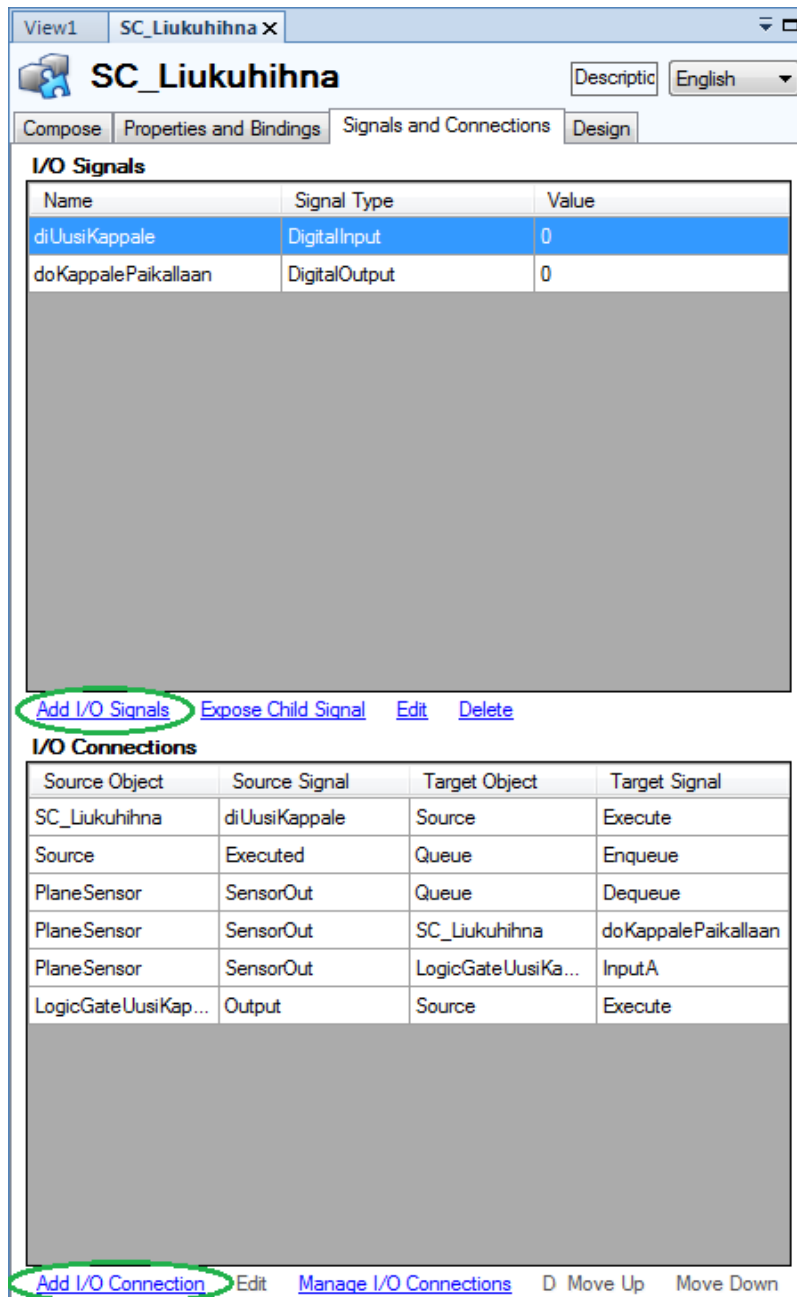 View1 SC_Liukuhihna X
SC_Liukuhihna Descriptic English
Compose Properties and Bindings Signals and Connections Design
I/O Signals
Name Signal Type Value
diUusiKappale DigitalInput 0
doKappalePaikallaan DigitalOutput 0
Add I/O Signals Expose Child Signal Edit Delete
I/O Connections
Source Object Source Signal Target Object Target Signal
SC_Liukuhihna diUusiKappale Source Execute
Source Executed Queue Enqueue
PlaneSensor SensorOut Queue Dequeue
PlaneSensor SensorOut SC_Liukuhihna doKappalePaikallaan
PlaneSensor SensorOut LogicGateUusiKa... InputA
LogicGateUusiKap... Output Source Execute
Add I/O Connection Edit Manage I/O Connections D Move Up Move Down